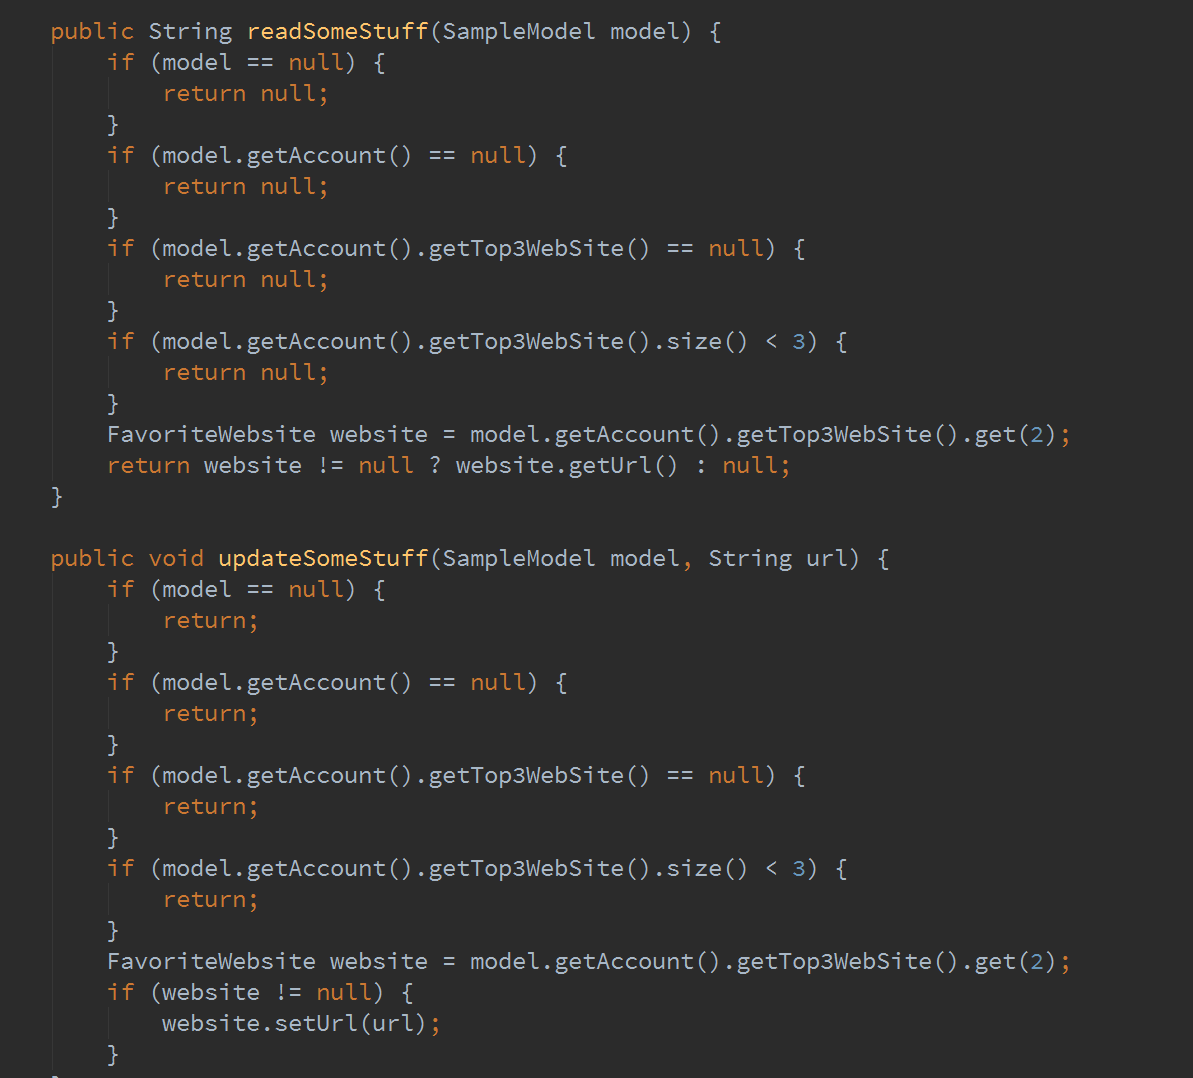 public String readSomeStuff(SampleModel model) {
    if (model == null) {
        return null;
    }
    if (model.getAccount() == null) {
        return null;
    }
    if (model.getAccount().getTop3WebSite() == null) {
        return null;
    }
    if (model.getAccount().getTop3WebSite().size() < 3) {
        return null;
    }
    FavoriteWebsite website = model.getAccount().getTop3WebSite().get(2);
    return website != null ? website.getUrl() : null;
}

public void updateSomeStuff(SampleModel model, String url) {
    if (model == null) {
        return;
    }
    if (model.getAccount() == null) {
        return;
    }
    if (model.getAccount().getTop3WebSite() == null) {
        return;
    }
    if (model.getAccount().getTop3WebSite().size() < 3) {
        return;
    }
    FavoriteWebsite website = model.getAccount().getTop3WebSite().get(2);
    if (website != null) {
        website.setUrl(url);
    }